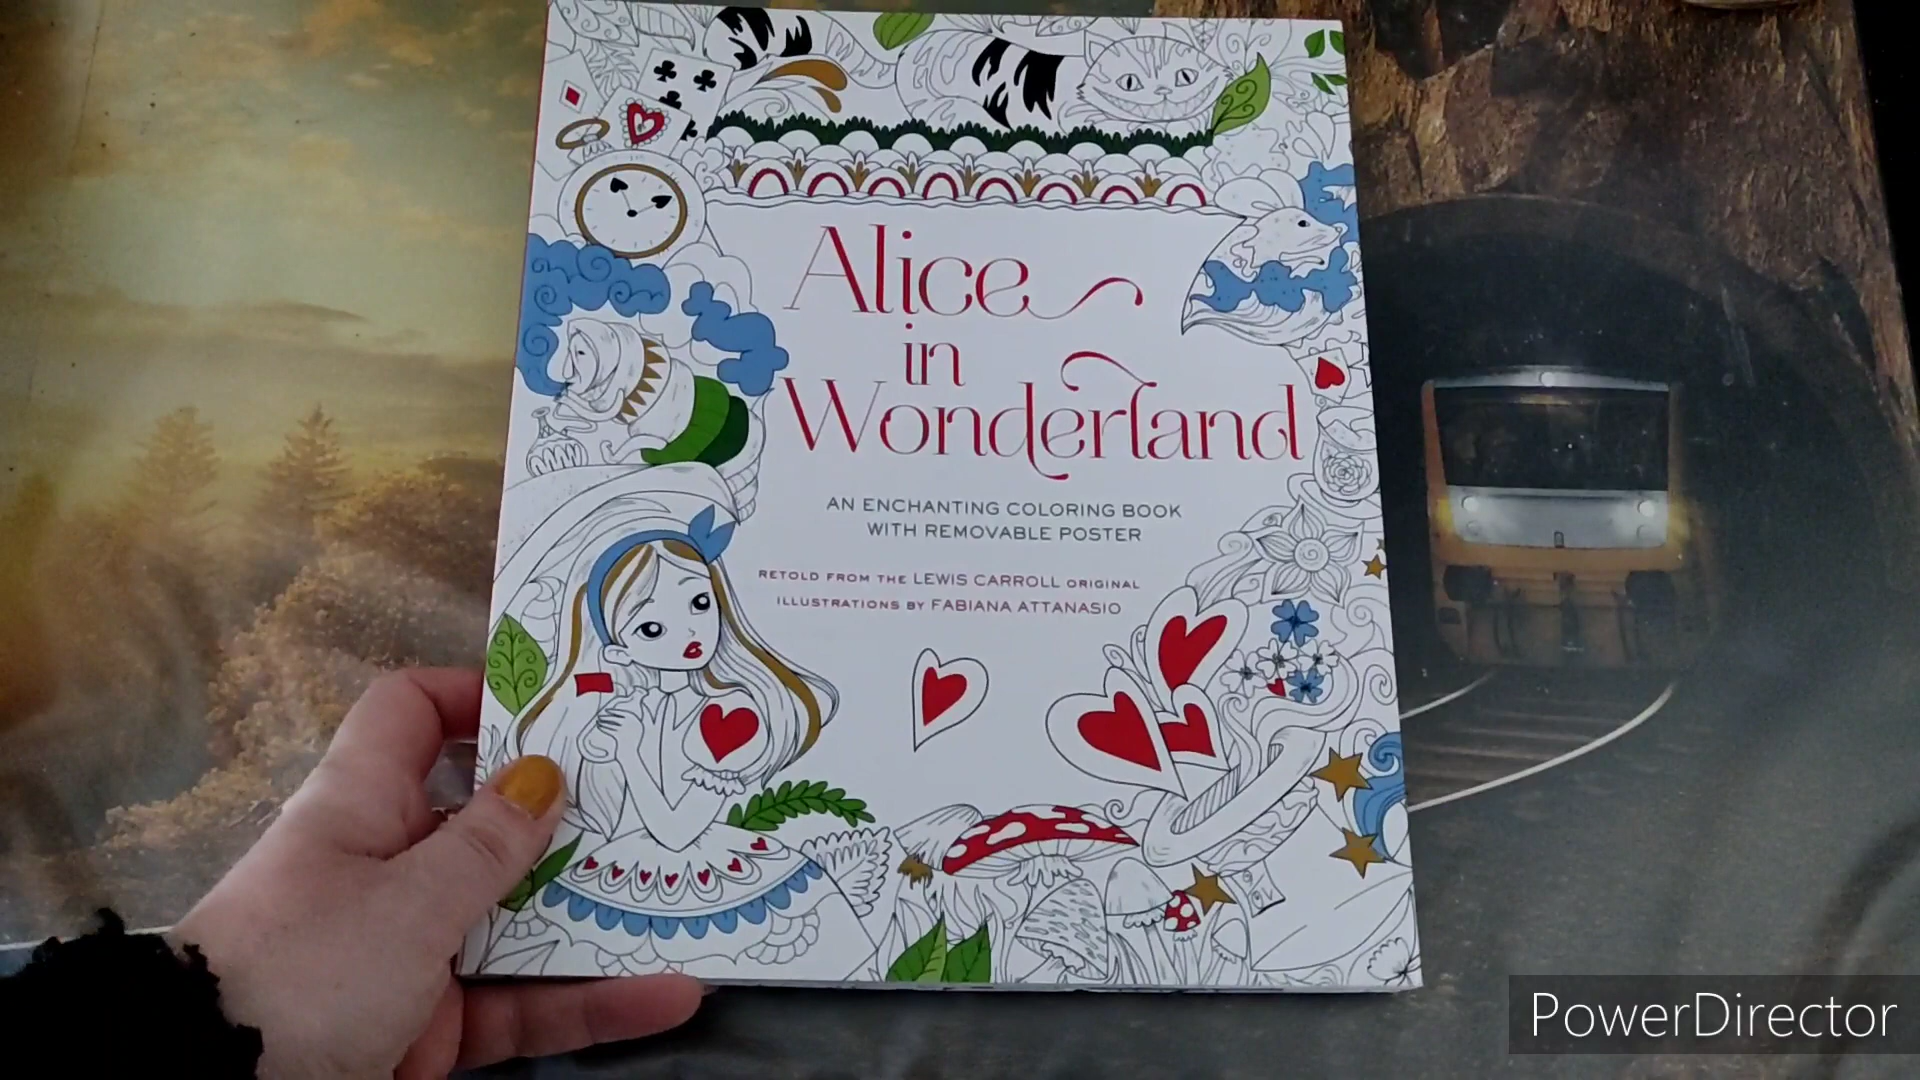 Alice
in
Wonderland
AN ENCHANTING COLORING BOOK
WITH REMOVABLE POSTER
RETOLD FROM THE LEWIS CARROLL ORIGINAL
ILLUSTRATIONS BY FABIANA ATTANASIO
PowerDirector